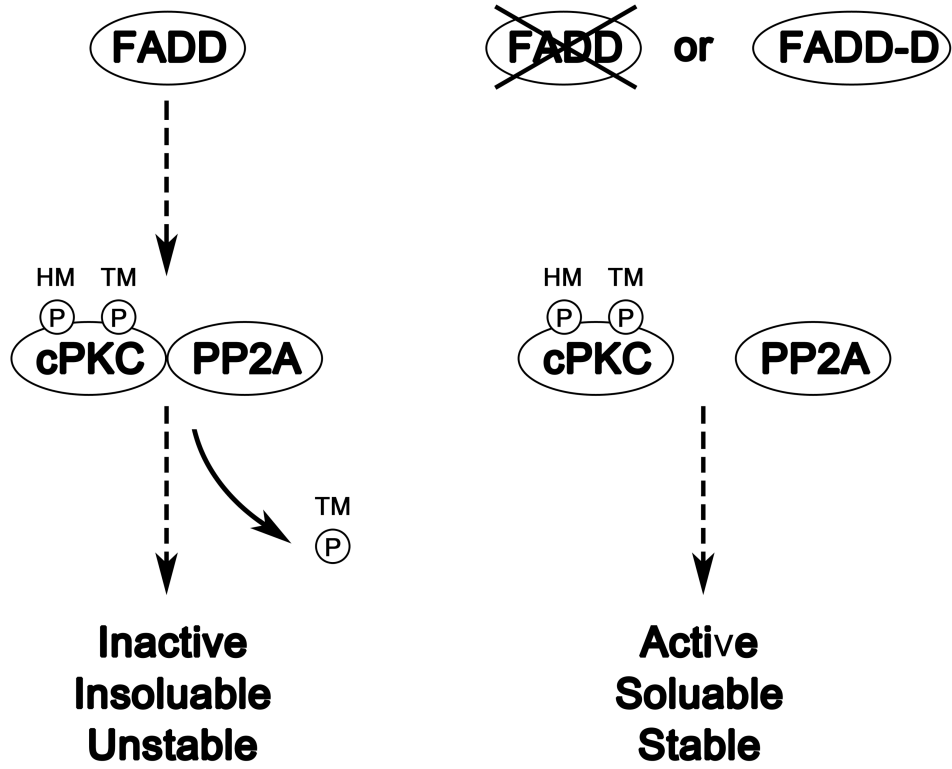 FADD
FADD or FADD-D
HM TM
P P
cPKC PP2A
HM TM
P P
cPKC PP2A
TM
P
Inactive
Insoluable
Unstable
Active
Soluable
Stable